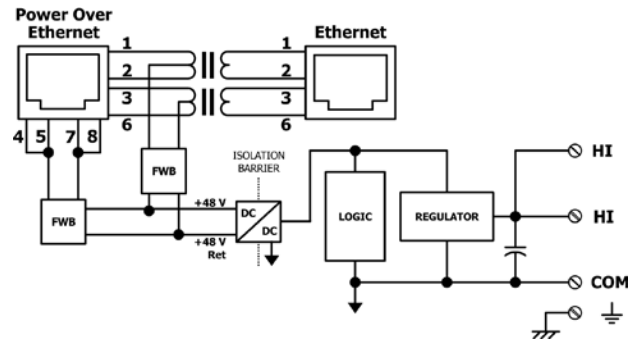 Power Over
Ethernet
Ethernet
1
1
2
2
3
3
6
6
4
5
7
8
ISOLATION
BARRIER
FWB
HI
+48 V
DC
DC
LOGIC
REGULATOR
HI
FWB
+48 V
Ret
COM